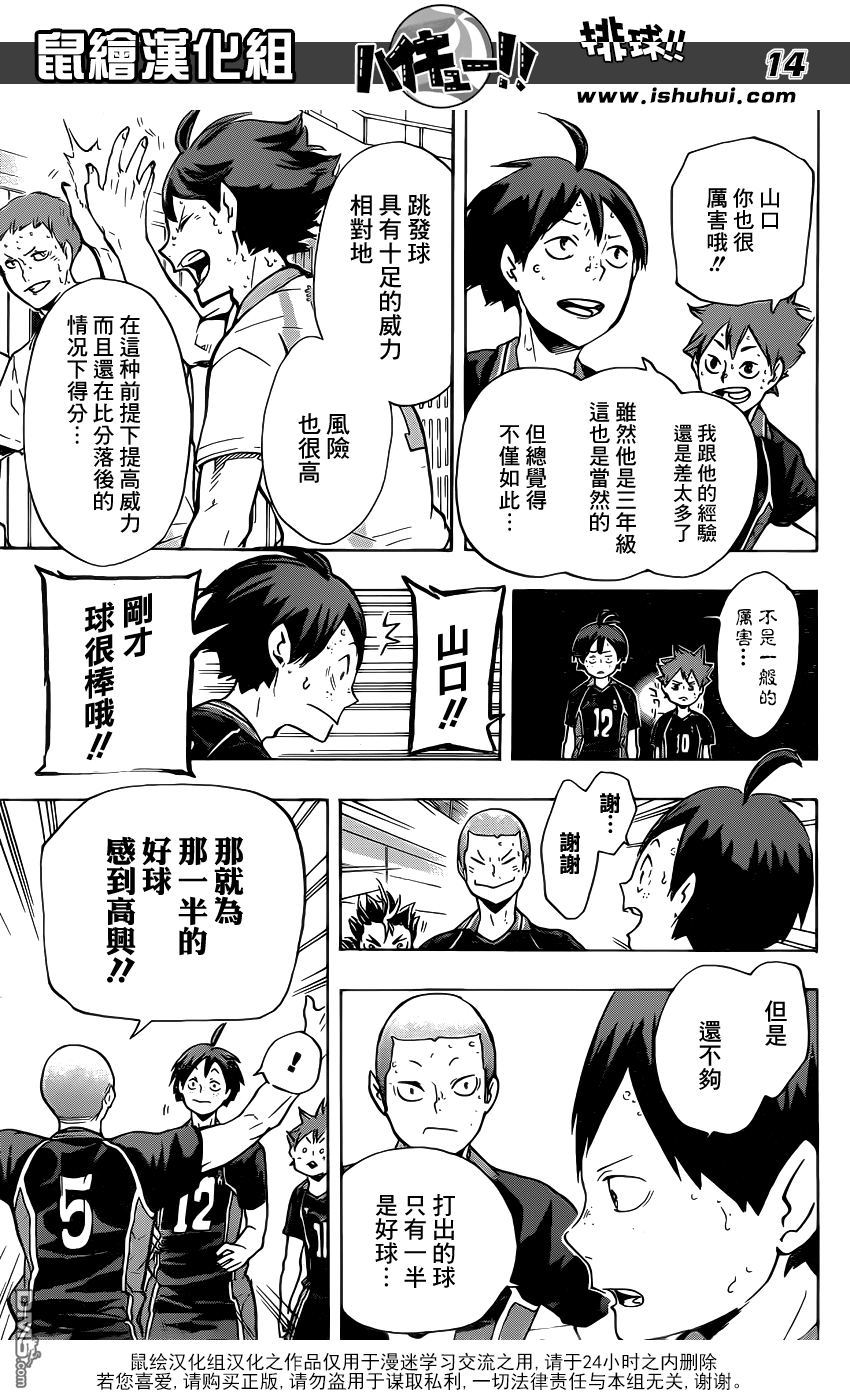 鼠繪漢化組
ハイキュー!!
排球!!
14
www.ishuhui.com
山口
你也很
厲害哦!!
我跟他的經驗
還是差太多了
雖然他是三年級
這也是當然的
但總覺得
不僅如此…
跳發球
具有十足的威力
相對地
風險
也很高
在這种前提下提高威力
而且還在比分落後的
情況下得分…
不是一般的
厲害…
12
10
山口!!
剛才
球很棒哦!!
謝…
謝謝
但是
還不夠
打出的球
只有一半
是好球…
那就為
那一半的
好球
感到高興!!
!
5
12
1
DM5
.com
鼠绘汉化组汉化之作品仅用于漫迷学习交流之用, 请于24小时之内删除
若您喜爱, 请购买正版, 请勿盗用于谋取私利, 一切法律责任与本组无关, 谢谢。